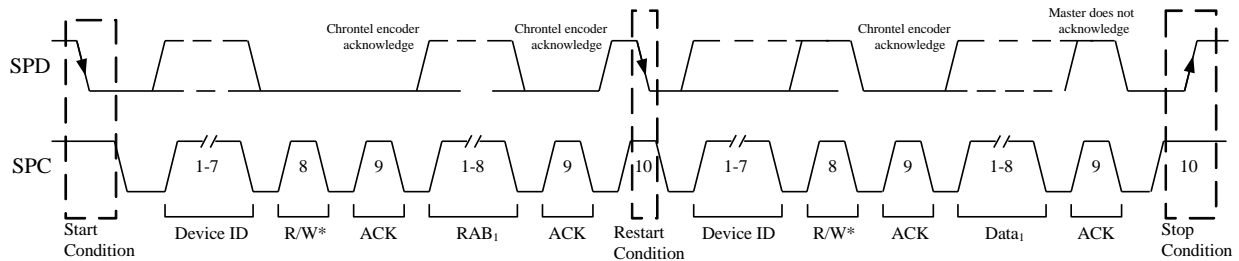 Chrontel encoder
acknowledge
Chrontel encoder
acknowledge
Chrontel encoder
acknowledge
Master does not
acknowledge
SPD
SPC
1-7
8
9
1-8
9
10
1-7
8
9
1-8
9
10
Start
Condition
Device ID
R/W*
ACK
RAB₁
ACK
Restart
Condition
Device ID
R/W*
ACK
Data₁
ACK
Stop
Condition